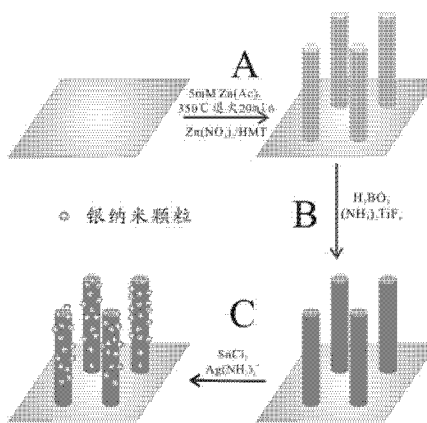 A
5mM Zn(Ac)₂
350℃ 退火20min
Zn(NO₃)₂/HMT
银纳米颗粒
B
H₃BO₃
(NH₄)₂TiF₆
C
SnCl₂
Ag(NH₃)₂⁺